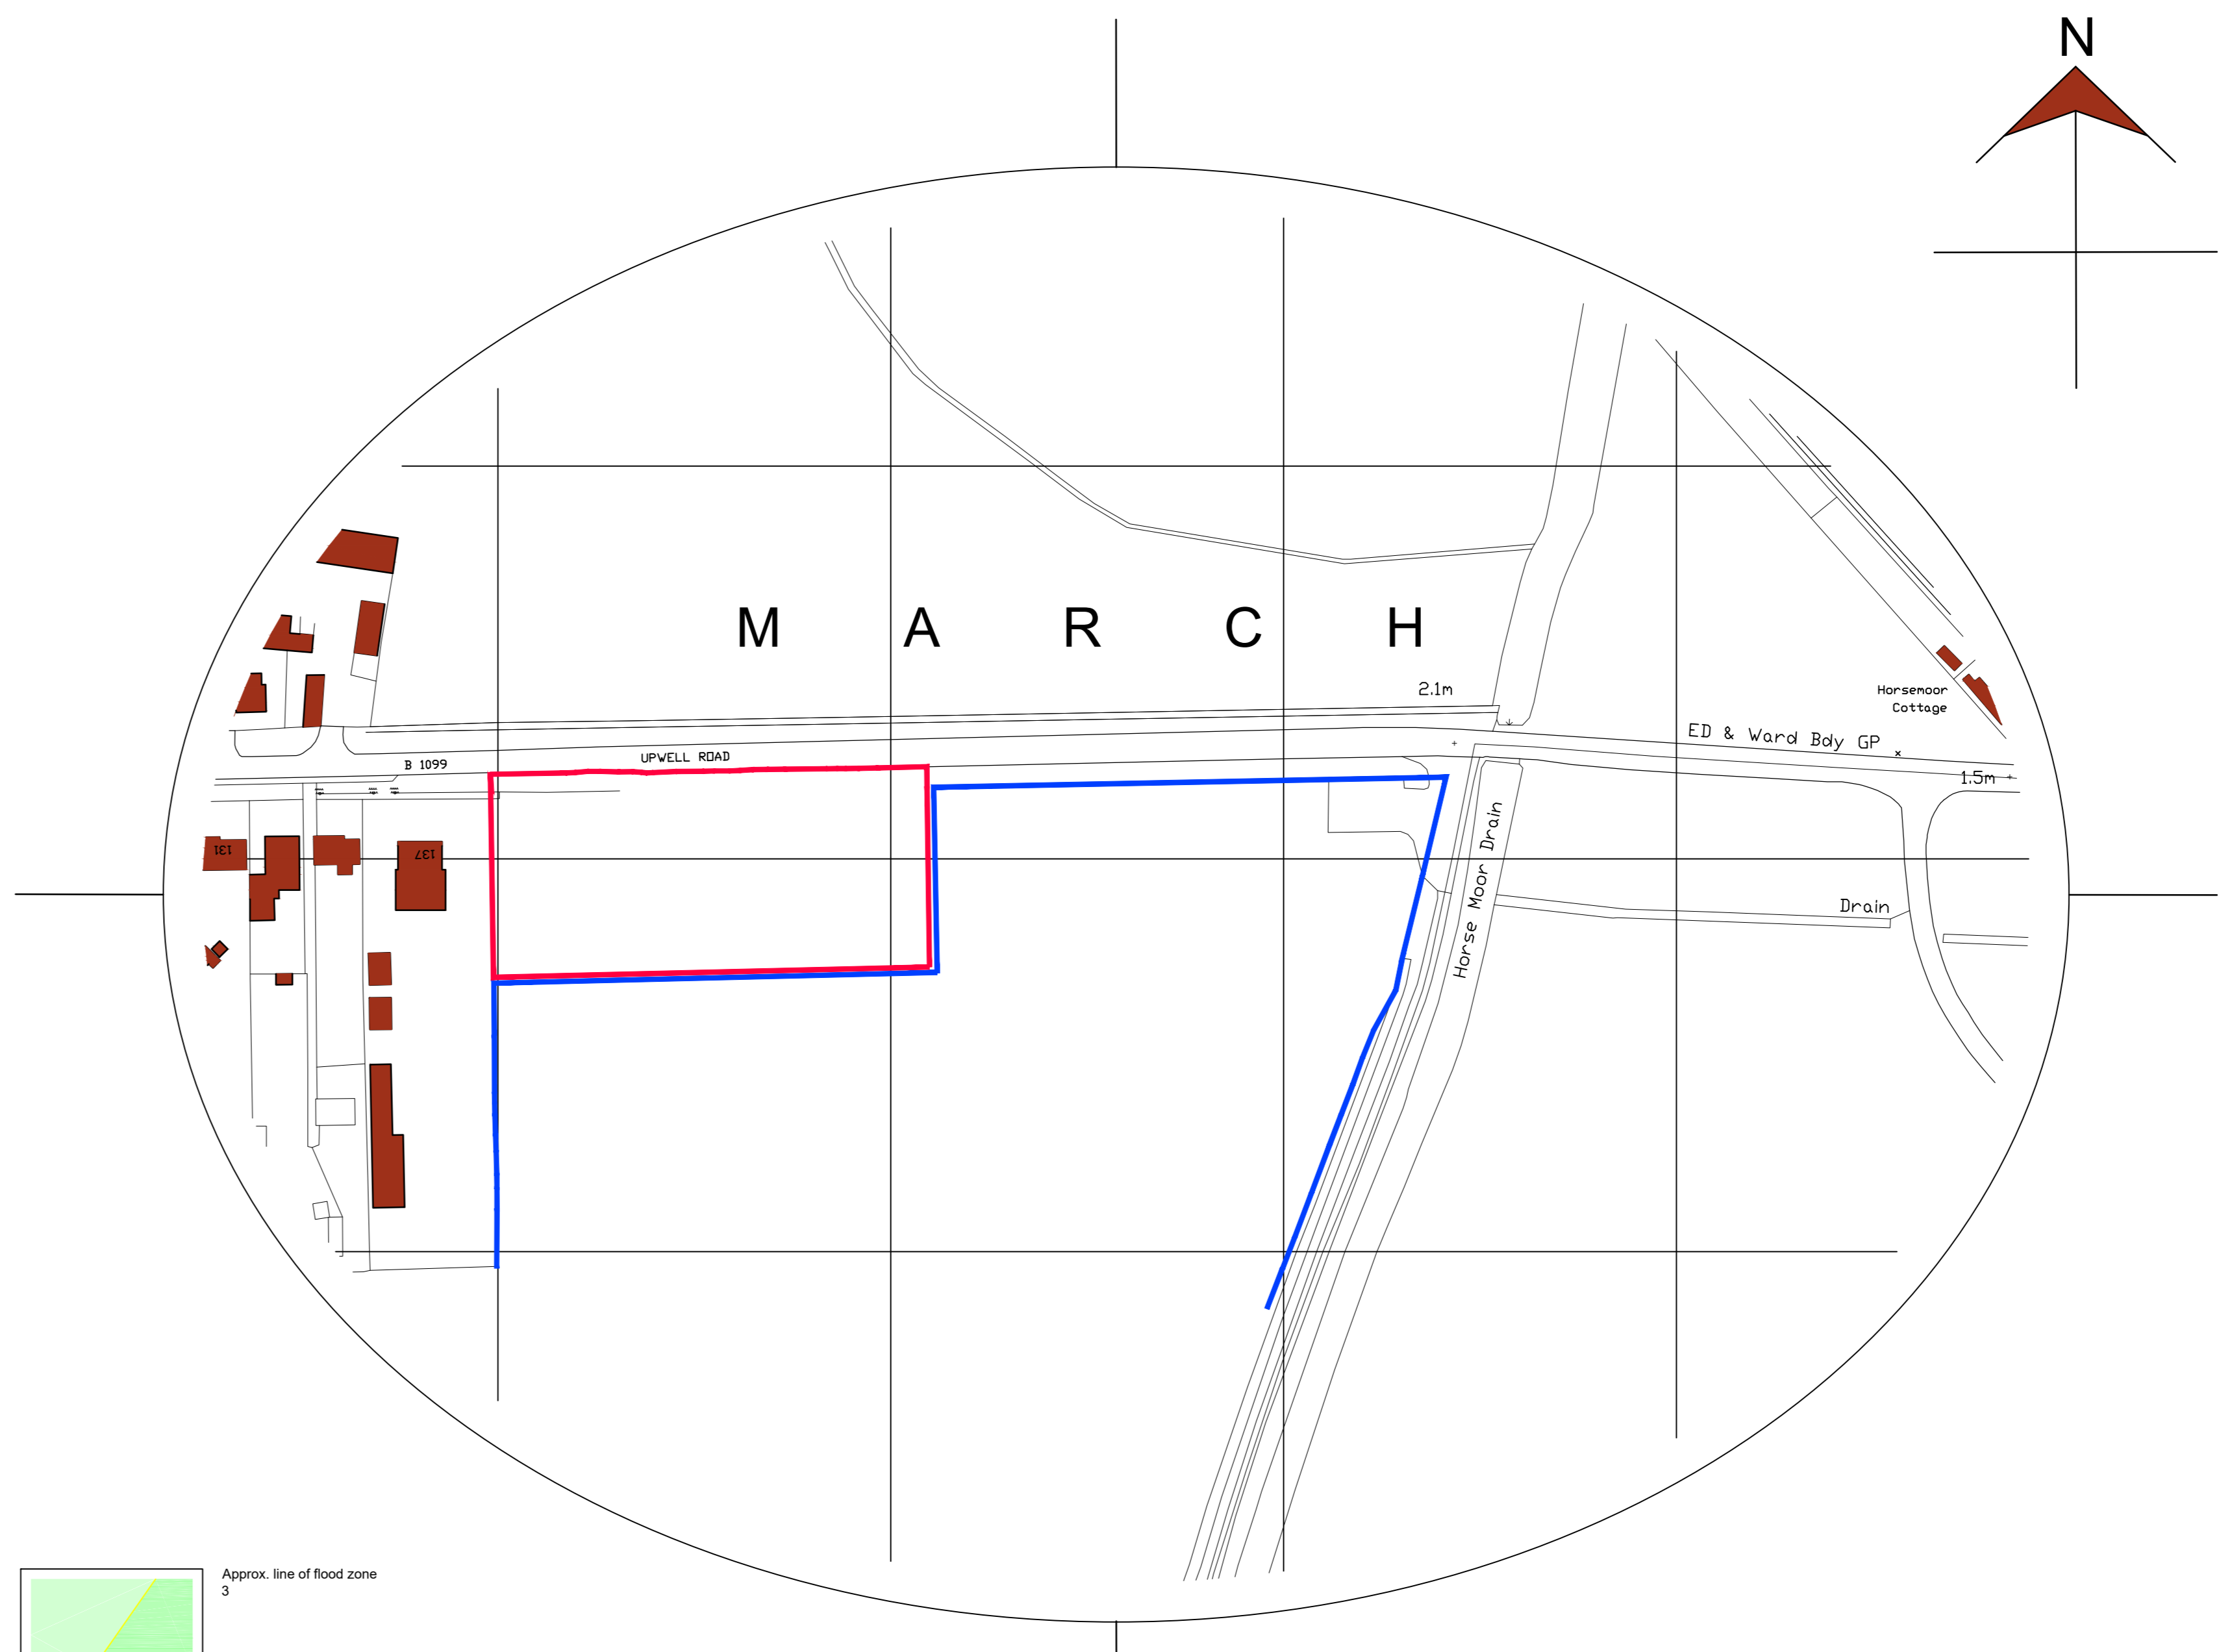 N
M A R C H
2.1m
Horsemoor
Cottage
ED & Ward Bdy GP
UPWELL ROAD
B 1099
1.5m
131
137
Horse Moor Drain
Drain
Approx. line of flood zone
3